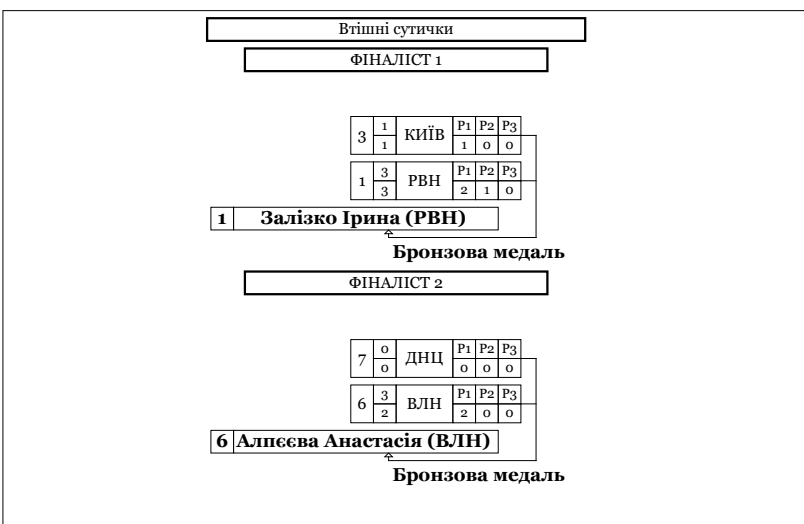 Втішні сутички
ФІНАЛІСТ 1
3 1 КИЇВ P1 P2 P3
1 1 0 0
1 3 РВН P1 P2 P3
3 2 1 0
1 Залізко Ірина (РВН)
Бронзова медаль
ФІНАЛІСТ 2
7 0 ДНЦ P1 P2 P3
0 0 0 0
6 3 ВЛН P1 P2 P3
2 2 0 0
6 Алпєєва Анастасія (ВЛН)
Бронзова медаль